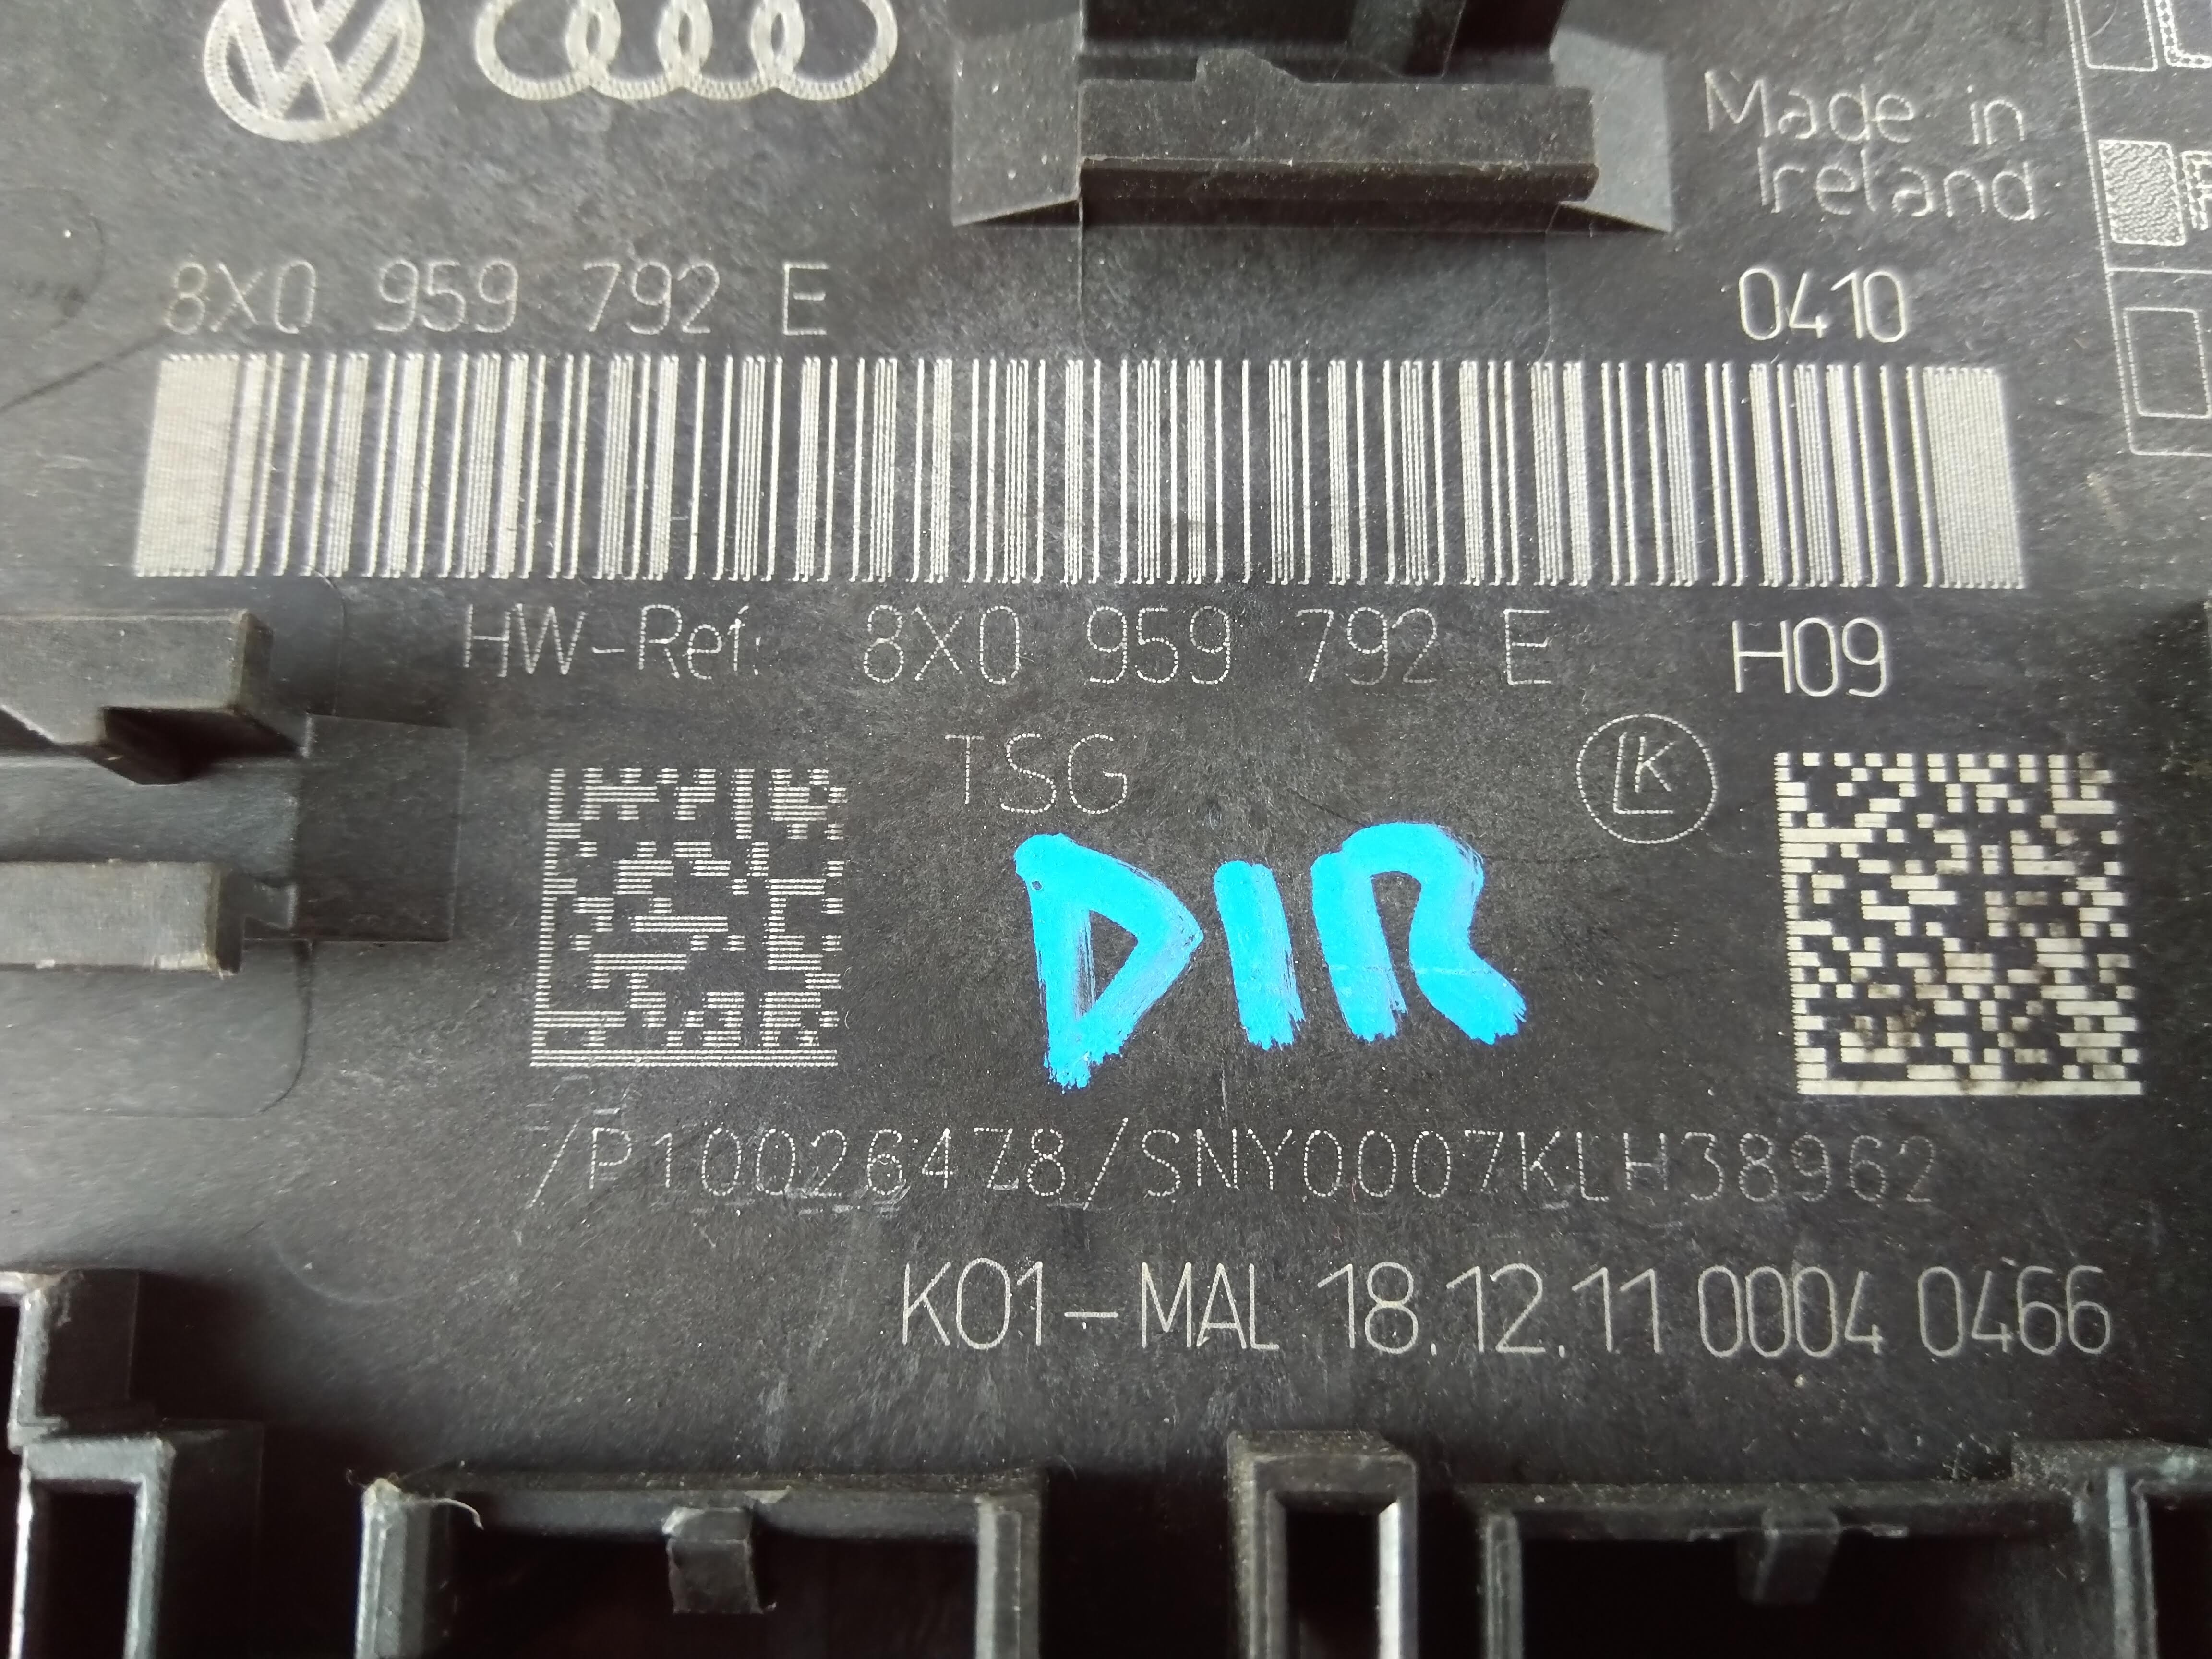 Made in
Ireland
8X0 959 792 E 0410
HW-Ref: 8X0 959 792 E H09
TSG LK
DIR
/P10026478/SNY0007KLH38962
K01-MAL 18.12.11 0004 0466